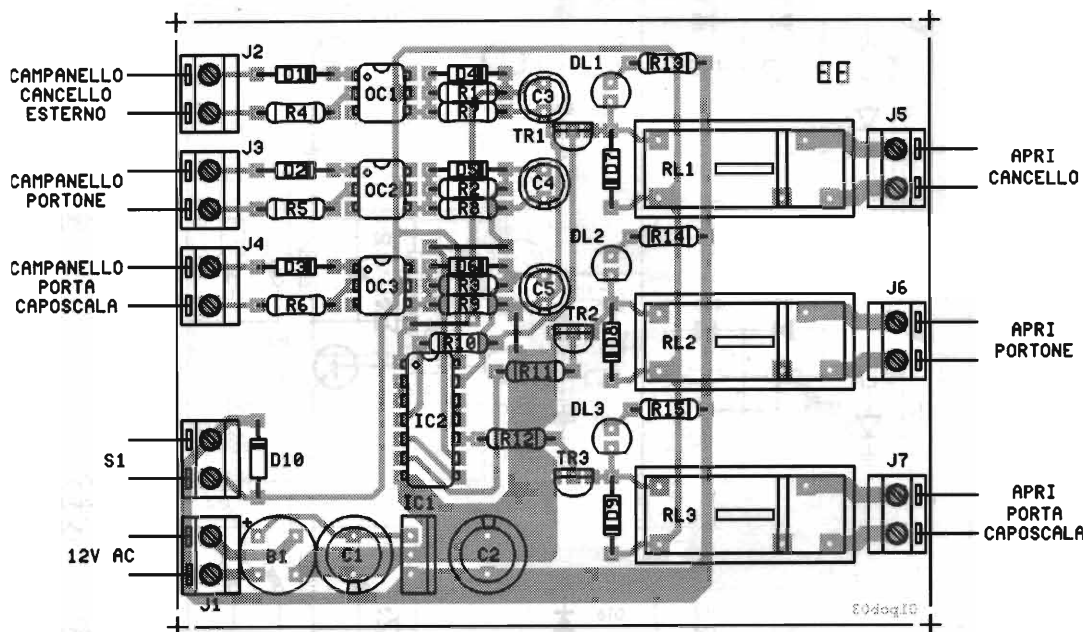 J2
CAMPANELLO
CANCELLO
ESTERNO
D1
R4
OC1
D4
R1
R7
C3
DL1
R13
EE
TR1
D7
RL1
J5
APRI
CANCELLO
J3
CAMPANELLO
PORTONE
D2
R5
OC2
D5
R2
R8
C4
J4
CAMPANELLO
PORTA
CAPOSCALA
D3
R6
OC3
D6
R3
R9
C5
DL2
R14
TR2
D8
RL2
J6
APRI
PORTONE
R10
R11
IC2
R12
DL3
R15
TR3
D9
RL3
J7
APRI
PORTA
CAPOSCALA
S1
D10
12V AC
J1
+
B1
C1
IC1
C2